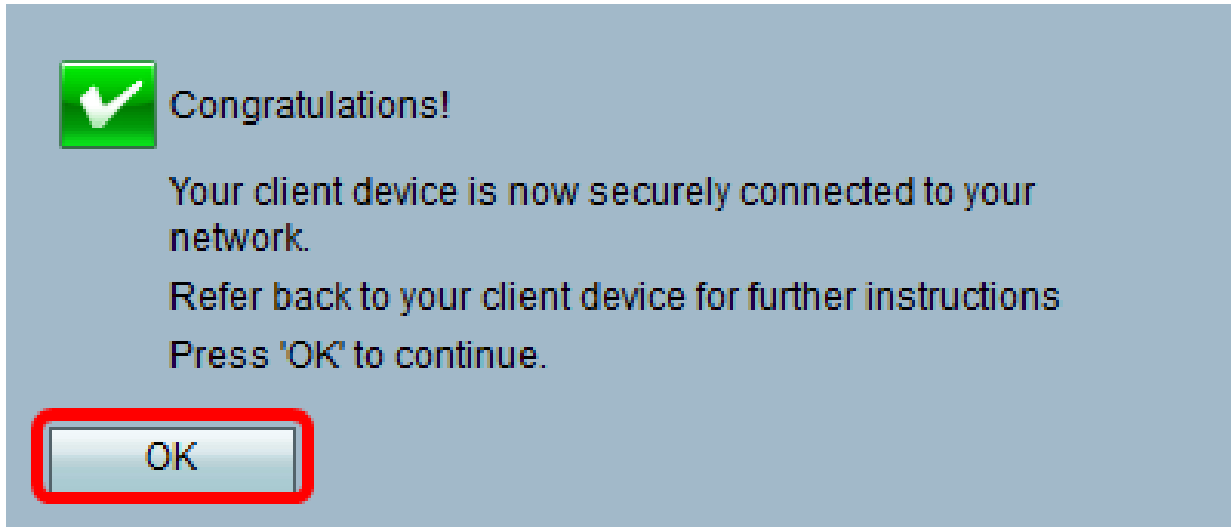 Congratulations!
Your client device is now securely connected to your
network.
Refer back to your client device for further instructions
Press 'OK' to continue.
OK